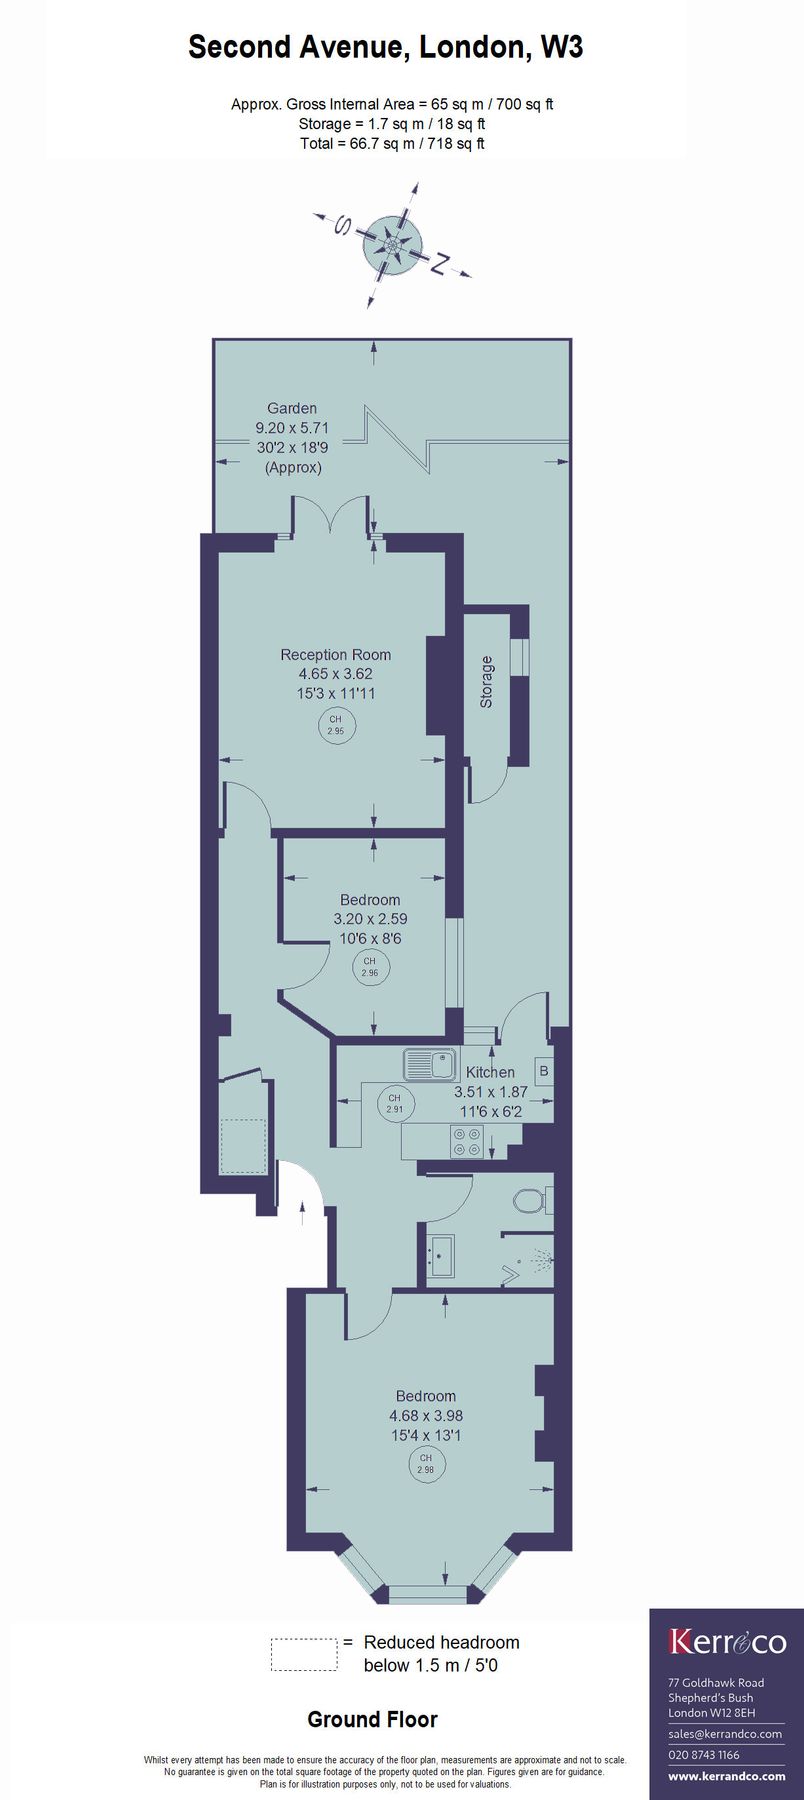 Second Avenue, London, W3
Approx. Gross Internal Area = 65 sq m / 700 sq ft
Storage = 1.7 sq m / 18 sq ft
Total = 66.7 sq m / 718 sq ft
S
N
Garden
9.20 x 5.71
30'2 x 18'9
(Approx)
Reception Room
4.65 x 3.62
15'3 x 11'11
CH
2.95
Storage
Bedroom
3.20 x 2.59
10'6 x 8'6
CH
2.96
Kitchen
3.51 x 1.87
11'6 x 6'2
B
CH
2.91
Bedroom
4.68 x 3.98
15'4 x 13'1
CH
2.98
= Reduced headroom
below 1.5 m / 5'0
Ground Floor
Whilst every attempt has been made to ensure the accuracy of the floor plan, measurements are approximate and not to scale.
No guarantee is given on the total square footage of the property quoted on the plan. Figures given are for guidance.
Plan is for illustration purposes only, not to be used for valuations.
Kerr&co
77 Goldhawk Road
Shepherd's Bush
London W12 8EH
sales@kerrandco.com
020 8743 1166
www.kerrandco.com